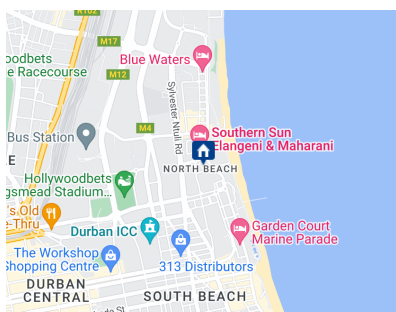 R102
M17
Blue Waters
oodbets
e Racecourse
M12
Sylvester Ntuli Rd
M4
Bus Station
Southern Sun
Elangeni & Maharani
LE
NORTH BEACH
Hollywoodbets
gsmead Stadium...
's Old
e-Thru
Durban ICC
Garden Court
Marine Parade
The Workshop
Shopping Centre
313 Distributors
DURBAN
CENTRAL
SOUTH BEACH